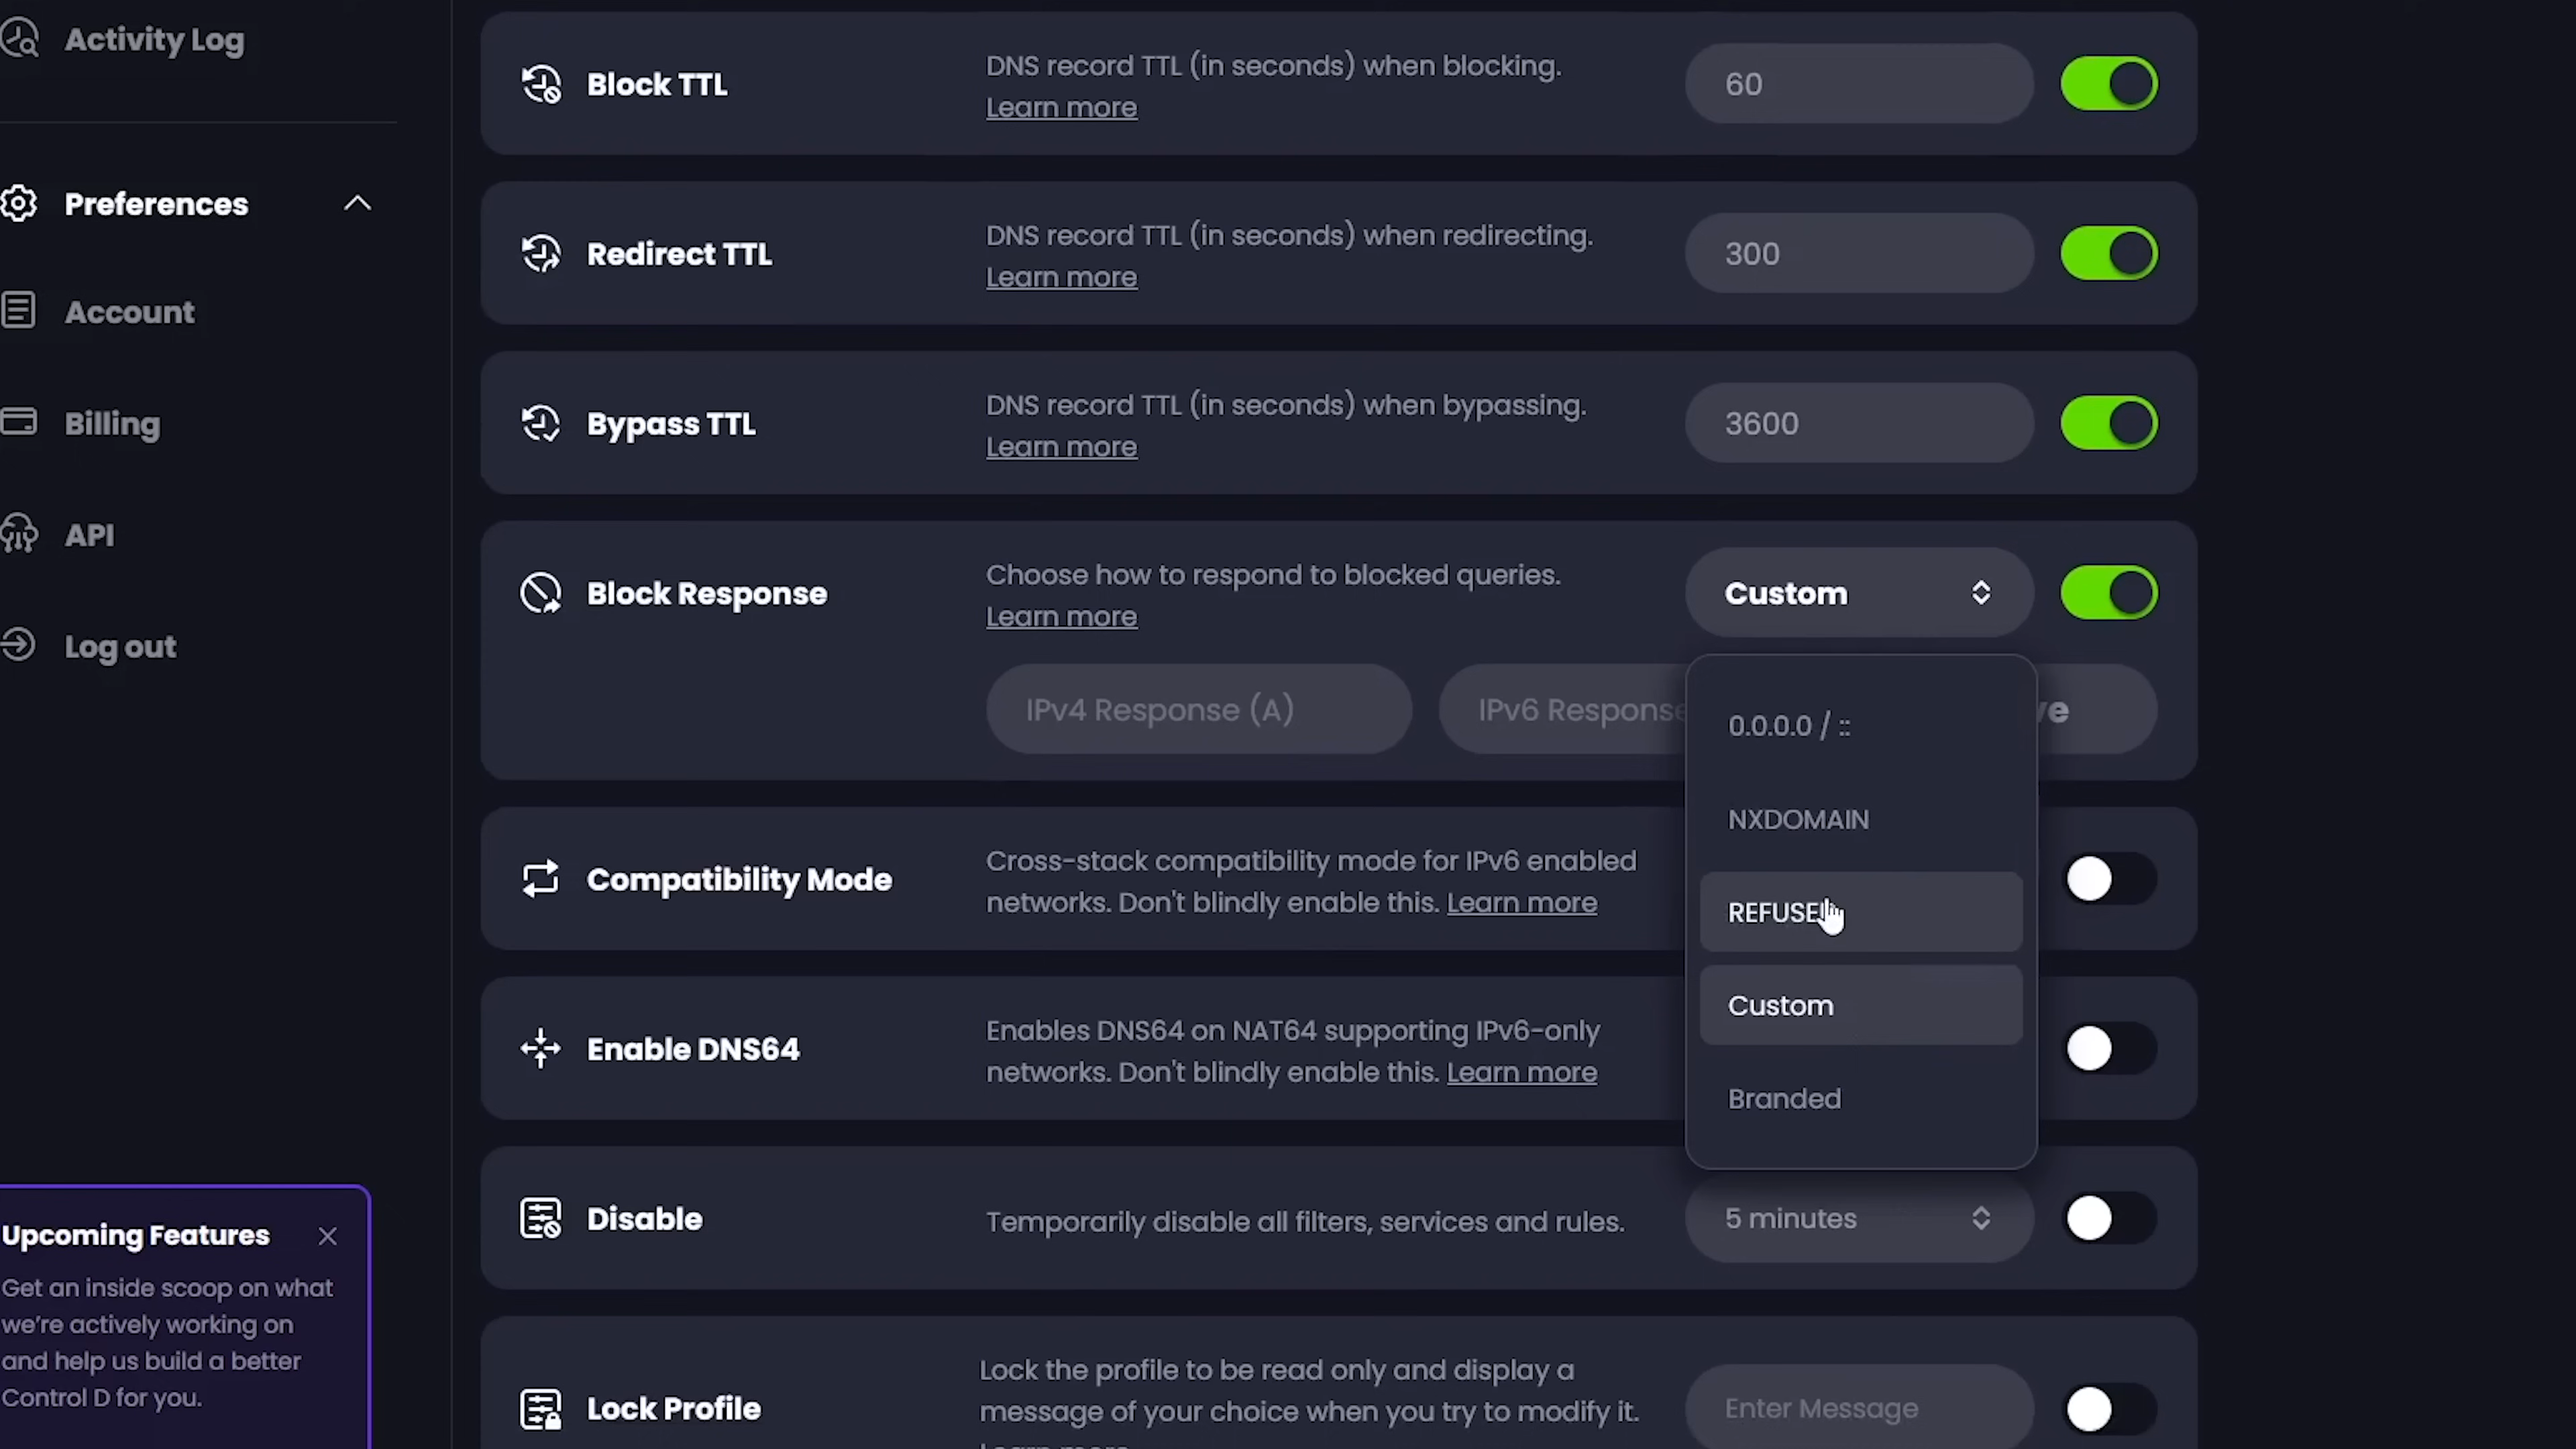 Activity Log
Preferences
Account
Billing
API
Log out
Upcoming Features
Get an inside scoop on what
we're actively working on
and help us build a better
Control D for you.
Block TTL
DNS record TTL (in seconds) when blocking.
Learn more
60
Redirect TTL
DNS record TTL (in seconds) when redirecting.
Learn more
300
Bypass TTL
DNS record TTL (in seconds) when bypassing.
Learn more
3600
Block Response
Choose how to respond to blocked queries.
Learn more
Custom
IPv4 Response (A)
IPv6 Response
0.0.0.0 / ::
NXDOMAIN
REFUSE
Custom
Branded
Compatibility Mode
Cross-stack compatibility mode for IPv6 enabled
networks. Don't blindly enable this. Learn more
Enable DNS64
Enables DNS64 on NAT64 supporting IPv6-only
networks. Don't blindly enable this. Learn more
Disable
Temporarily disable all filters, services and rules.
5 minutes
Lock Profile
Lock the profile to be read only and display a
message of your choice when you try to modify it.
Enter Message